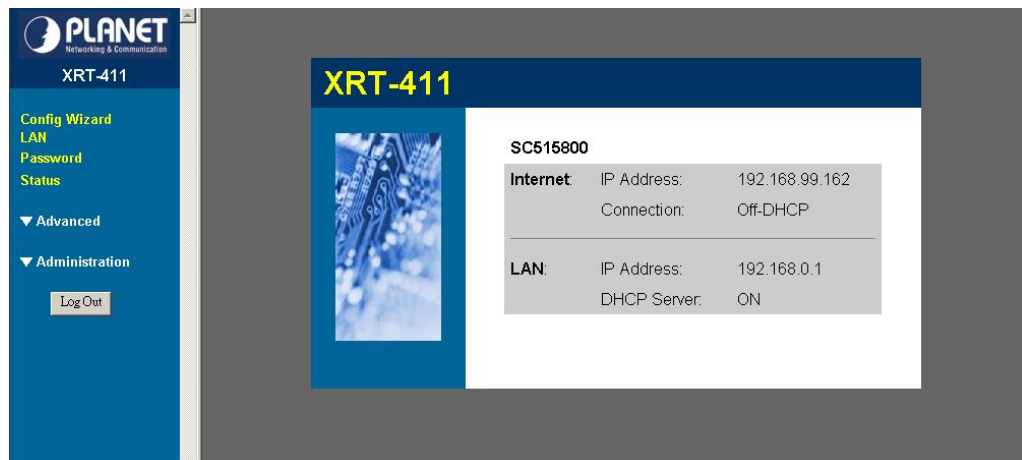 PLANET
Networking & Communication
XRT-411
Config Wizard
LAN
Password
Status
Advanced
Administration
Log Out
XRT-411
SC515800
Internet: IP Address: 192.168.99.162
Connection: Off-DHCP
LAN: IP Address: 192.168.0.1
DHCP Server: ON